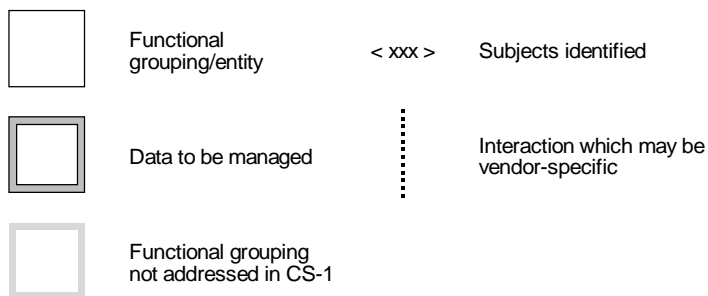 Functional
grouping/entity
< xxx >
Subjects identified
Data to be managed
Interaction which may be
vendor-specific
Functional grouping
not addressed in CS-1